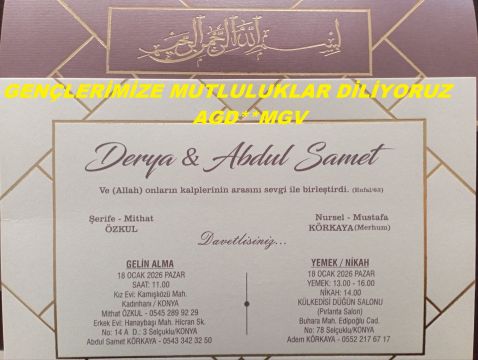 بسم الله الرحمن الرحيم
GENÇLERİMİZE MUTLULUKLAR DİLİYORUZ
AGD**MGV
Derya & Abdul Samet
Ve (Allah) onların kalplerinin arasını sevgi ile birleştirdi. (Enfal/63)
Şerife - Mithat
ÖZKUL
Nursel - Mustafa
KÖRKAYA (Merhum)
Davetlisiniz...
GELİN ALMA
18 OCAK 2026 PAZAR
SAAT: 11.00
Kız Evi: Kamışközü Mah.
Kadınhanı / KONYA
Mithat ÖZKUL - 0545 289 92 29
Erkek Evi: Hanaybaşı Mah. Hicran Sk.
No: 14 A D.: 3 Selçuklu/KONYA
Abdul Samet KÖRKAYA - 0543 342 32 50
YEMEK / NİKAH
18 OCAK 2026 PAZAR
YEMEK: 13.00 - 16.00
NİKAH: 14.00
KÜLKEDİSİ DÜĞÜN SALONU
(Pırlanta Salon)
Buhara Mah. Edipoğlu Cad.
No: 78 Selçuklu/KONYA
Adem KÖRKAYA - 0552 217 67 17